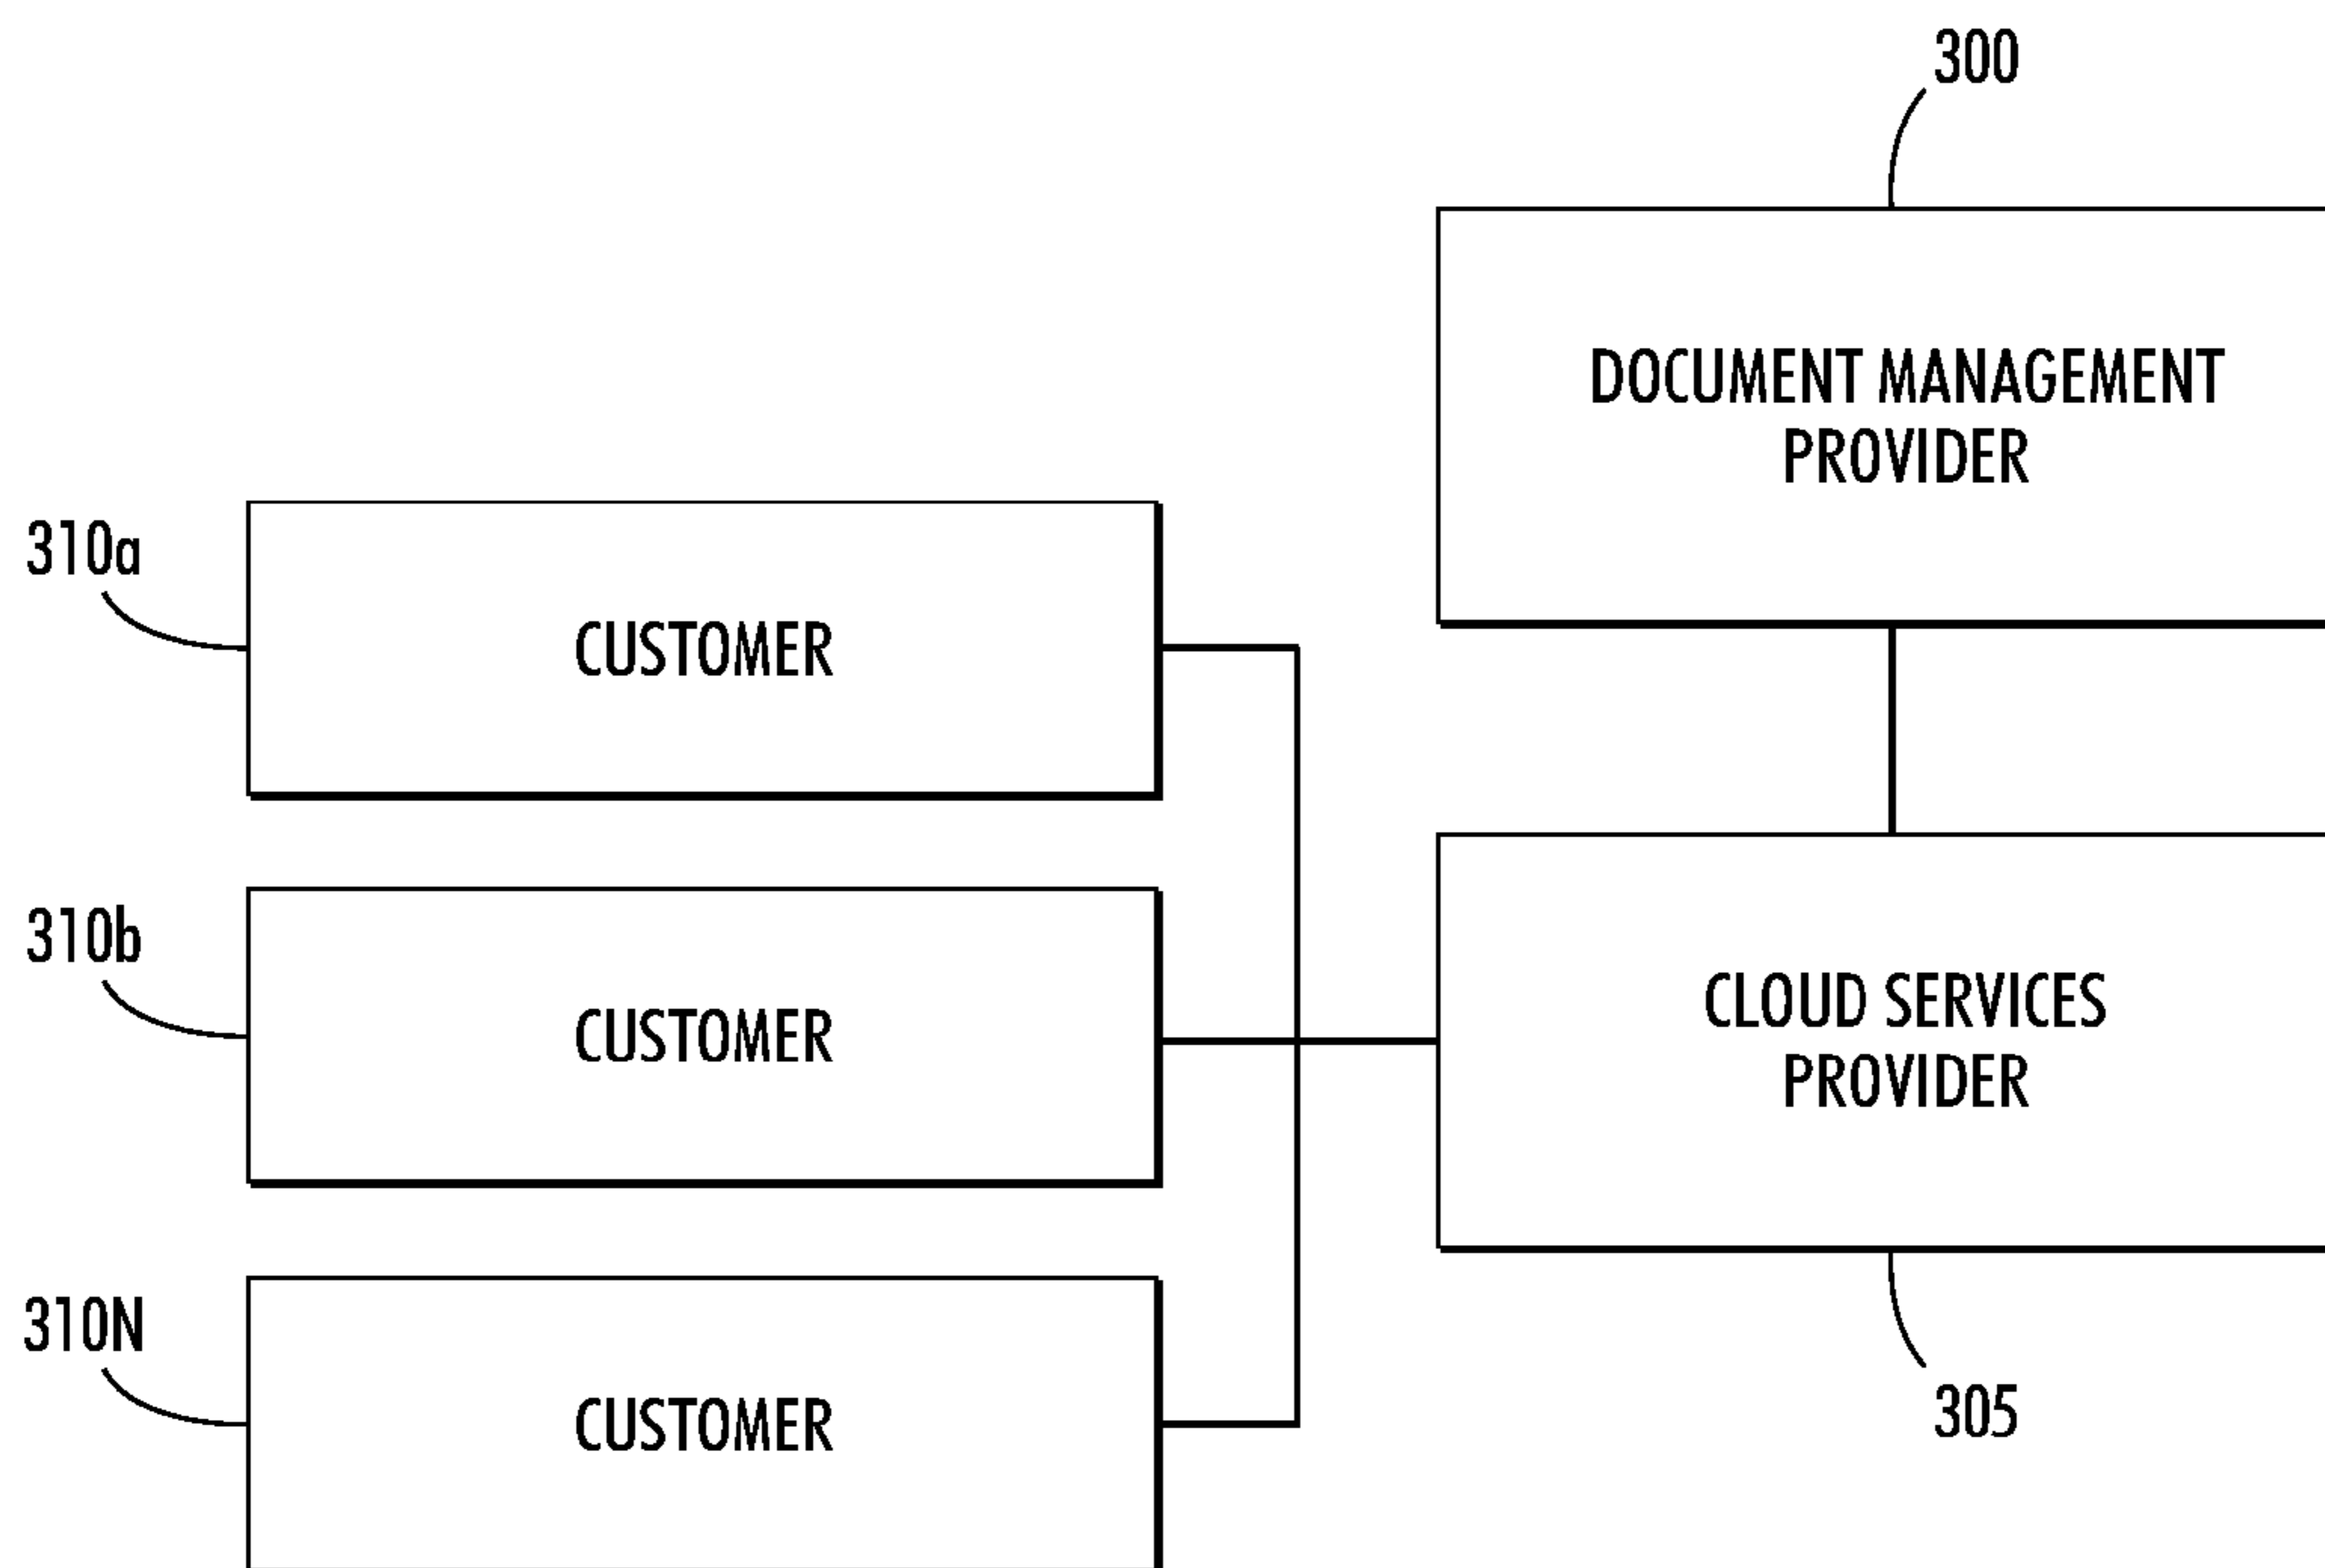 300
DOCUMENT MANAGEMENT
PROVIDER
310a
CUSTOMER
310b
CUSTOMER
CLOUD SERVICES
PROVIDER
310N
CUSTOMER
305